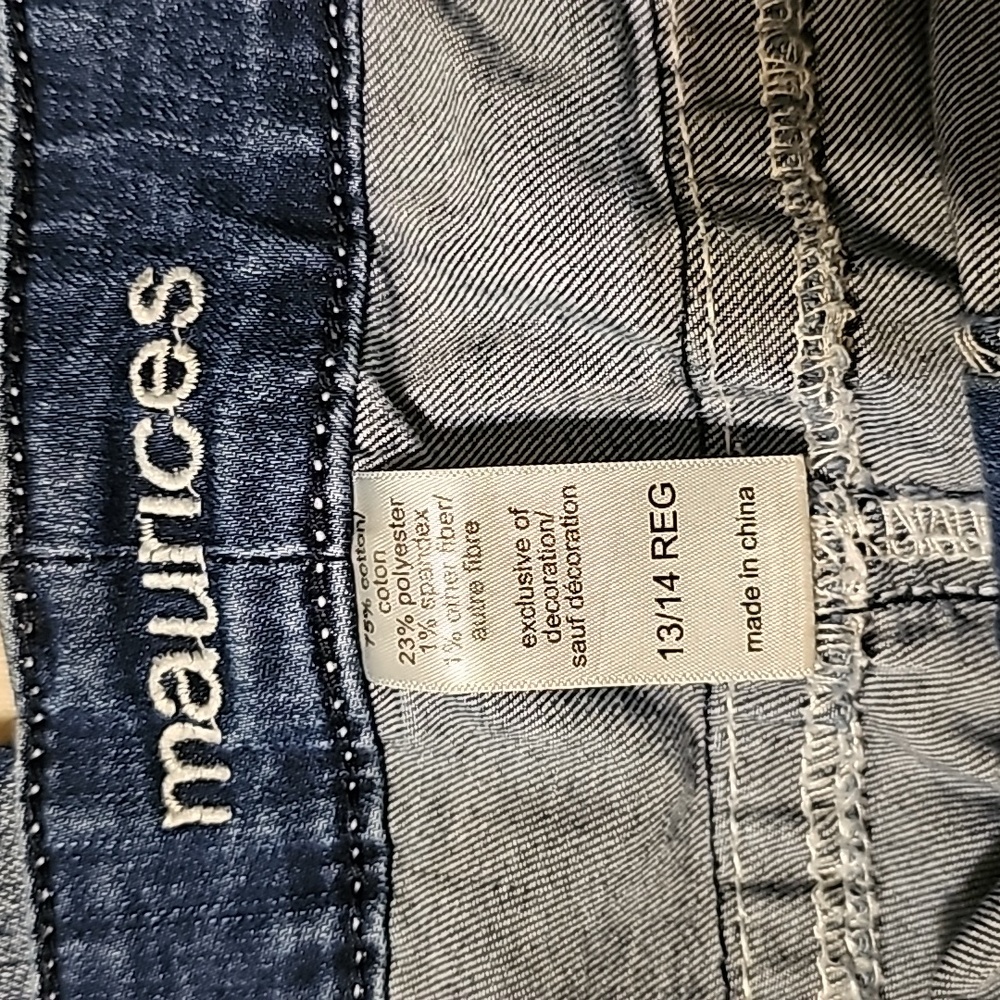 maurices
75% cotton/
coton
23% polyester
1% spandex
1% other fiber/
autre fibre
exclusive of
decoration/
sauf décoration
13/14 REG
made in china